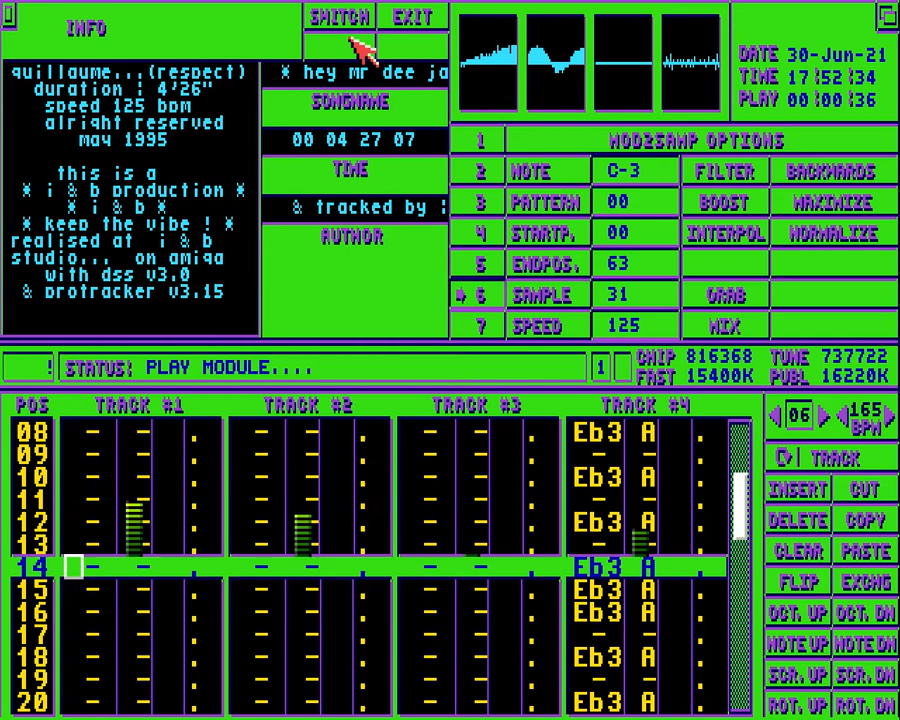 INFO
SWITCH EXIT
guillaume...(respect)
duration : 4'26"
speed 125 bpm
alright reserved
may 1995
this is a
* i & b production *
* i & b *
* keep the vibe ! *
realised at i & b
studio... on amiga
with dss v3.0
& protracker v3.15
* hey mr dee ja
SONGNAME
00 04 27 07
TIME
& tracked by :
AUTHOR
DATE 30-Jun-21
TIME 17:52:34
PLAY 00:00:36
1 MOD2SAMP OPTIONS
2 NOTE C-3 FILTER BACKWARDS
3 PATTERN 00 BOOST MAXIMIZE
4 STARTP. 00 INTERPOL NORMALIZE
5 ENDPOS. 63
6 SAMPLE 31 GRAB
7 SPEED 125 MIX
! STATUS: PLAY MODULE.... 1
CHIP 816368 TUNE 737722
FAST 15400K PUBL 16220K
POS TRACK #1 TRACK #2 TRACK #3 TRACK #4
08 - - . - - . - - . Eb3 A .
09 - - . - - . - - . - - .
10 - - . - - . - - . Eb3 A .
11 - - . - - . - - . - - .
12 - - . - - . - - . Eb3 A .
13 - - . - - . - - . - - .
14 - - . - - . - - . Eb3 A .
15 - - . - - . - - . Eb3 A .
16 - - . - - . - - . Eb3 A .
17 - - . - - . - - . - - .
18 - - . - - . - - . Eb3 A .
19 - - . - - . - - . - - .
20 - - . - - . - - . Eb3 A .
06 165 BPM
TRACK
INSERT CUT
DELETE COPY
CLEAR PASTE
FLIP EXCHG
OCT. UP OCT. DN
NOTE UP NOTE DN
SCR. UP SCR. DN
ROT. UP ROT. DN